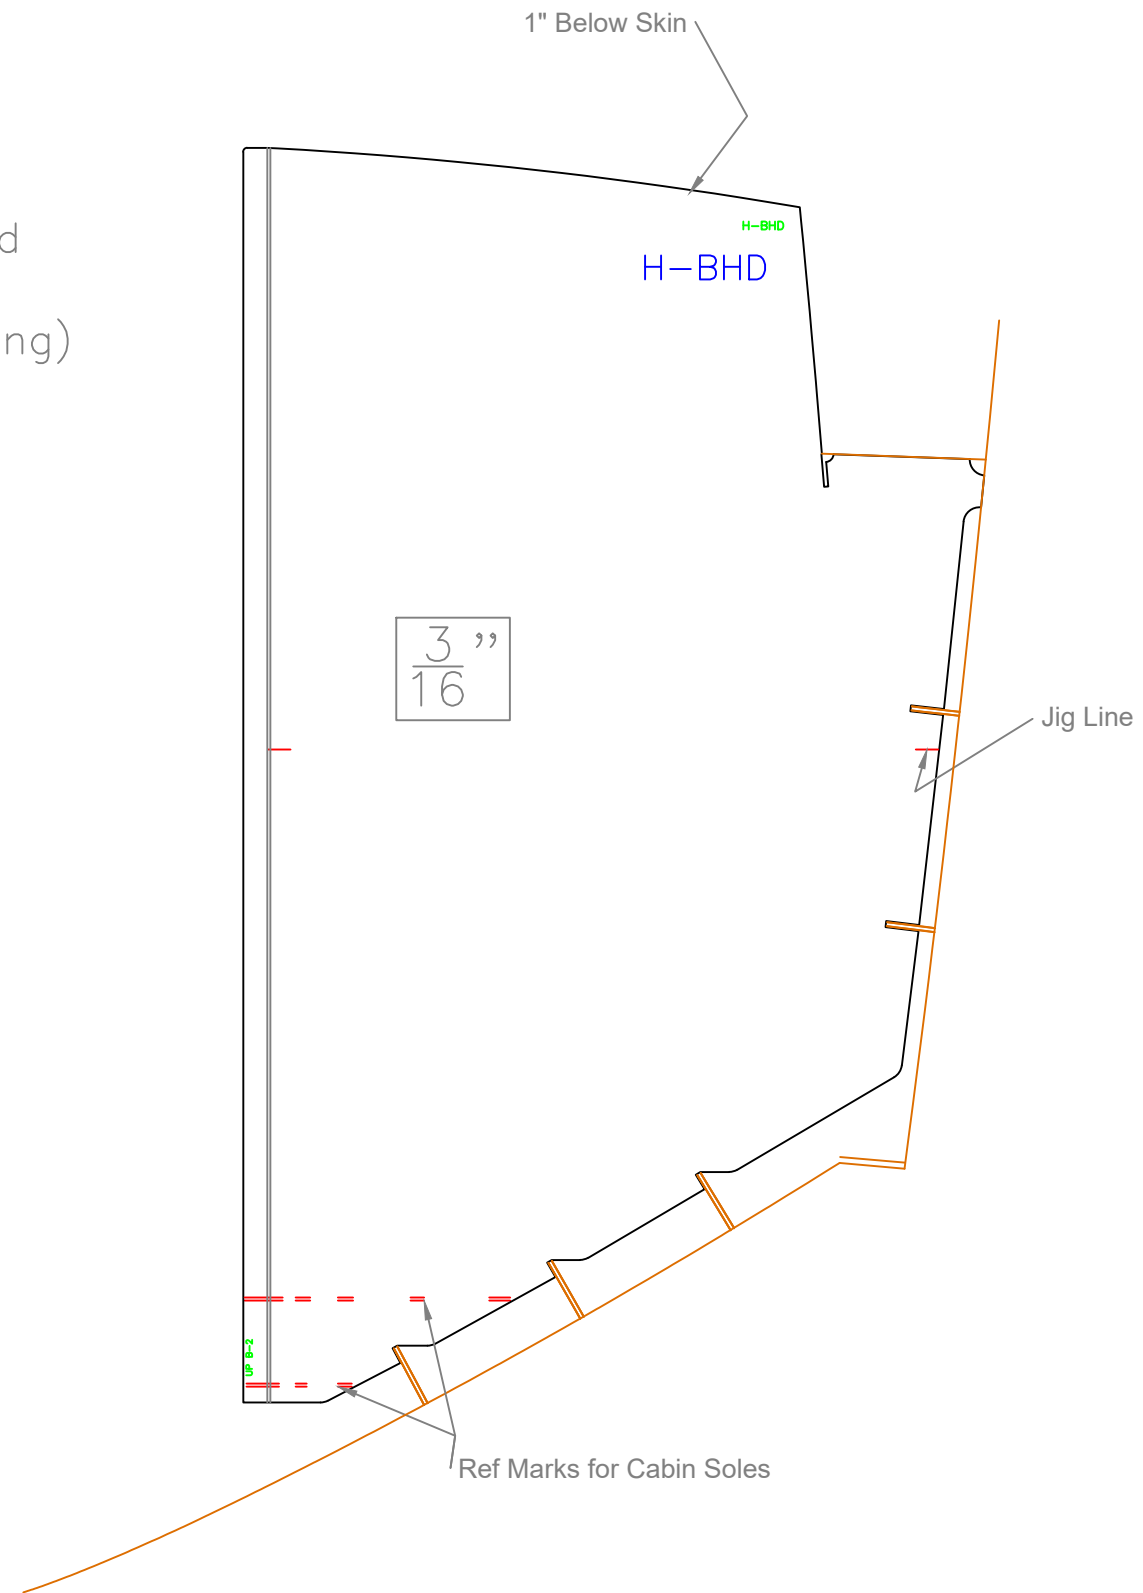 1" Below Skin
d
H-BHD
H-BHD
ng)
3/16"
Jig Line
UP B-2
Ref Marks for Cabin Soles